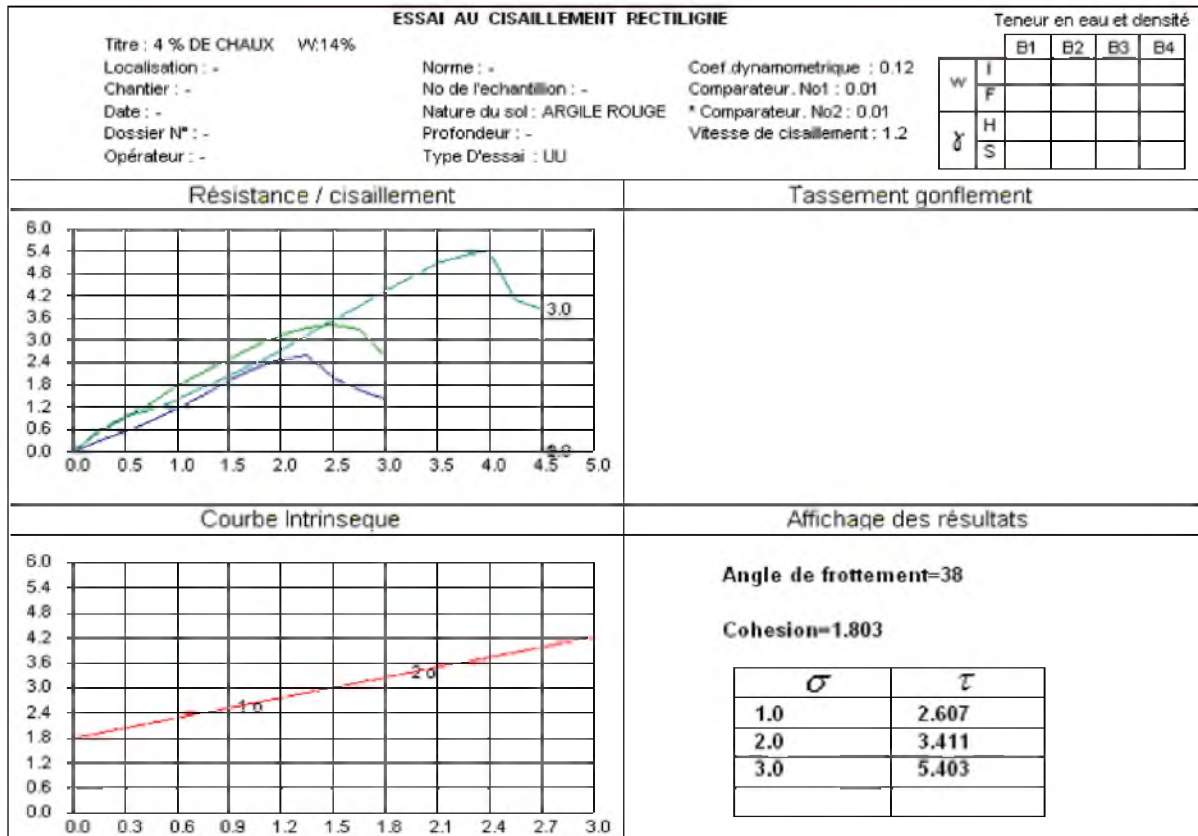 ESSAI AU CISAILLEMENT RECTILIGNE
Teneur en eau et densité
Titre : 4 % DE CHAUX W:14%
Localisation : -
Chantier : -
Date : -
Dossier N° : -
Opérateur : -
Norme : -
No de l'echantillion : -
Nature du sol : ARGILE ROUGE
Profondeur : -
Type D'essai : UU
Coef.dynamometrique : 0.12
Comparateur. No1 : 0.01
* Comparateur. No2 : 0.01
Vitesse de cisaillement : 1.2
B1 B2 B3 B4
W I
F
γ H
S
Résistance / cisaillement
6.0
5.4
4.8
4.2
3.6
3.0
2.4
1.8
1.2
0.6
0.0
3.0
0.0 0.5 1.0 1.5 2.0 2.5 3.0 3.5 4.0 4.5 5.0
Tassement gonflement
Courbe Intrinseque
6.0
5.4
4.8
4.2
3.6
3.0
2.4
1.8
1.2
0.6
0.0
1 o
2 o
0.0 0.3 0.6 0.9 1.2 1.5 1.8 2.1 2.4 2.7 3.0
Affichage des résultats
Angle de frottement=38
Cohesion=1.803
σ τ
1.0 2.607
2.0 3.411
3.0 5.403